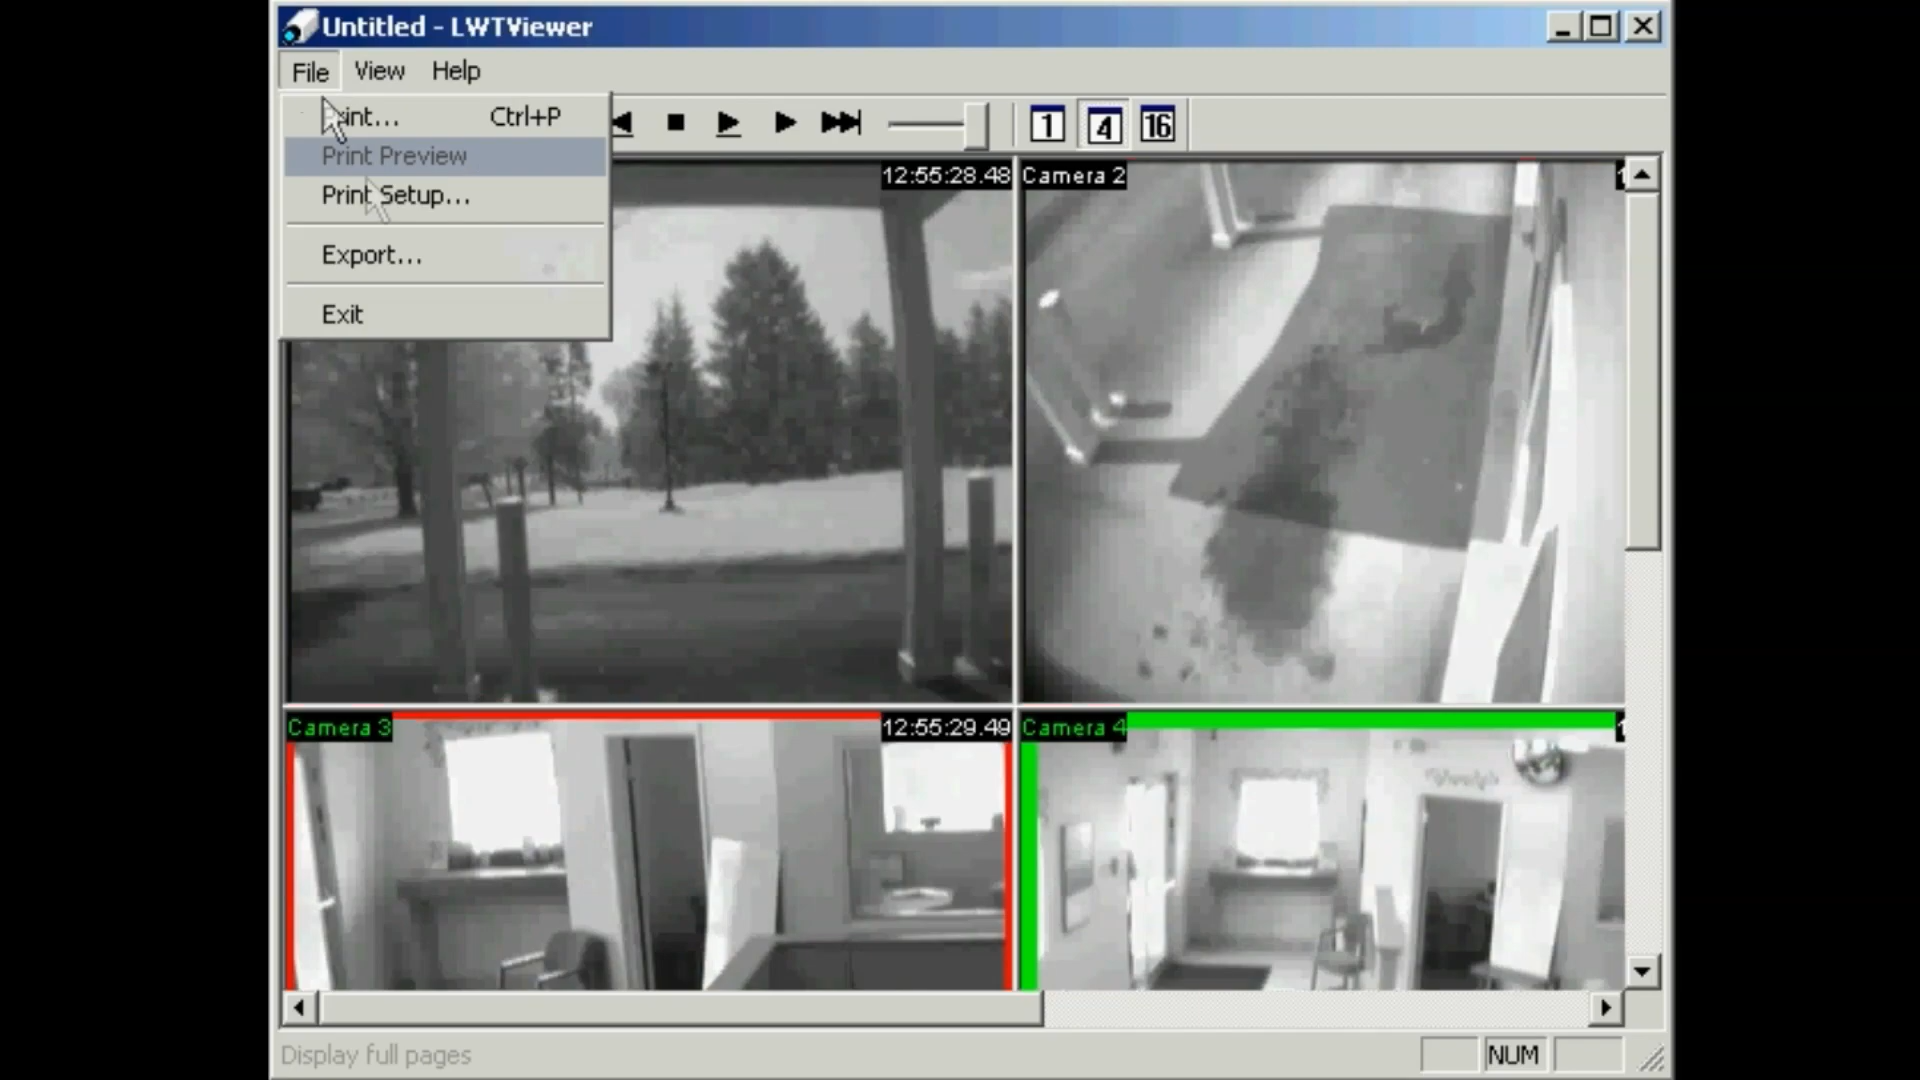 Untitled - LWTViewer
File View Help
Print... Ctrl+P
Print Preview
Print Setup...
Export...
Exit
1 4 16
12:55:28.48
Camera 2
Camera 3
12:55:29.49
Camera 4
Display full pages
NUM